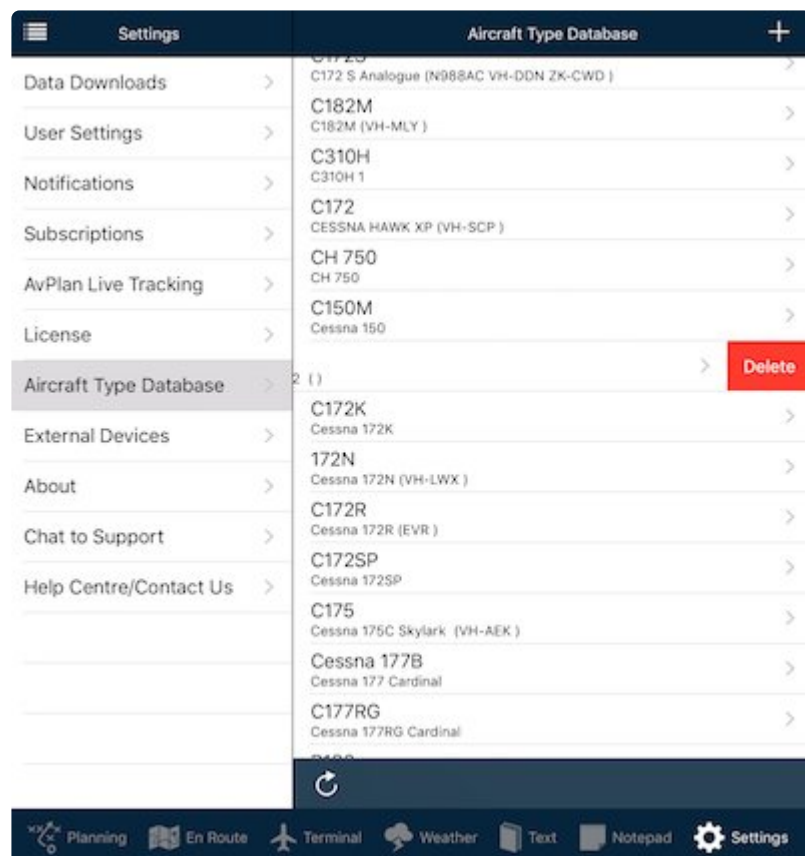 Settings
Aircraft Type Database
Data Downloads
User Settings
Notifications
Subscriptions
AvPlan Live Tracking
License
Aircraft Type Database
External Devices
About
Chat to Support
Help Centre/Contact Us
C172S
C172 S Analogue (N988AC VH-DDN ZK-CWD )
C182M
C182M (VH-MLY )
C310H
C310H 1
C172
CESSNA HAWK XP (VH-SCP )
CH 750
CH 750
C150M
Cessna 150
2 ()
Delete
C172K
Cessna 172K
172N
Cessna 172N (VH-LWX )
C172R
Cessna 172R (EVR )
C172SP
Cessna 172SP
C175
Cessna 175C Skylark (VH-AEK )
Cessna 177B
Cessna 177 Cardinal
C177RG
Cessna 177RG Cardinal
Planning
En Route
Terminal
Weather
Text
Notepad
Settings